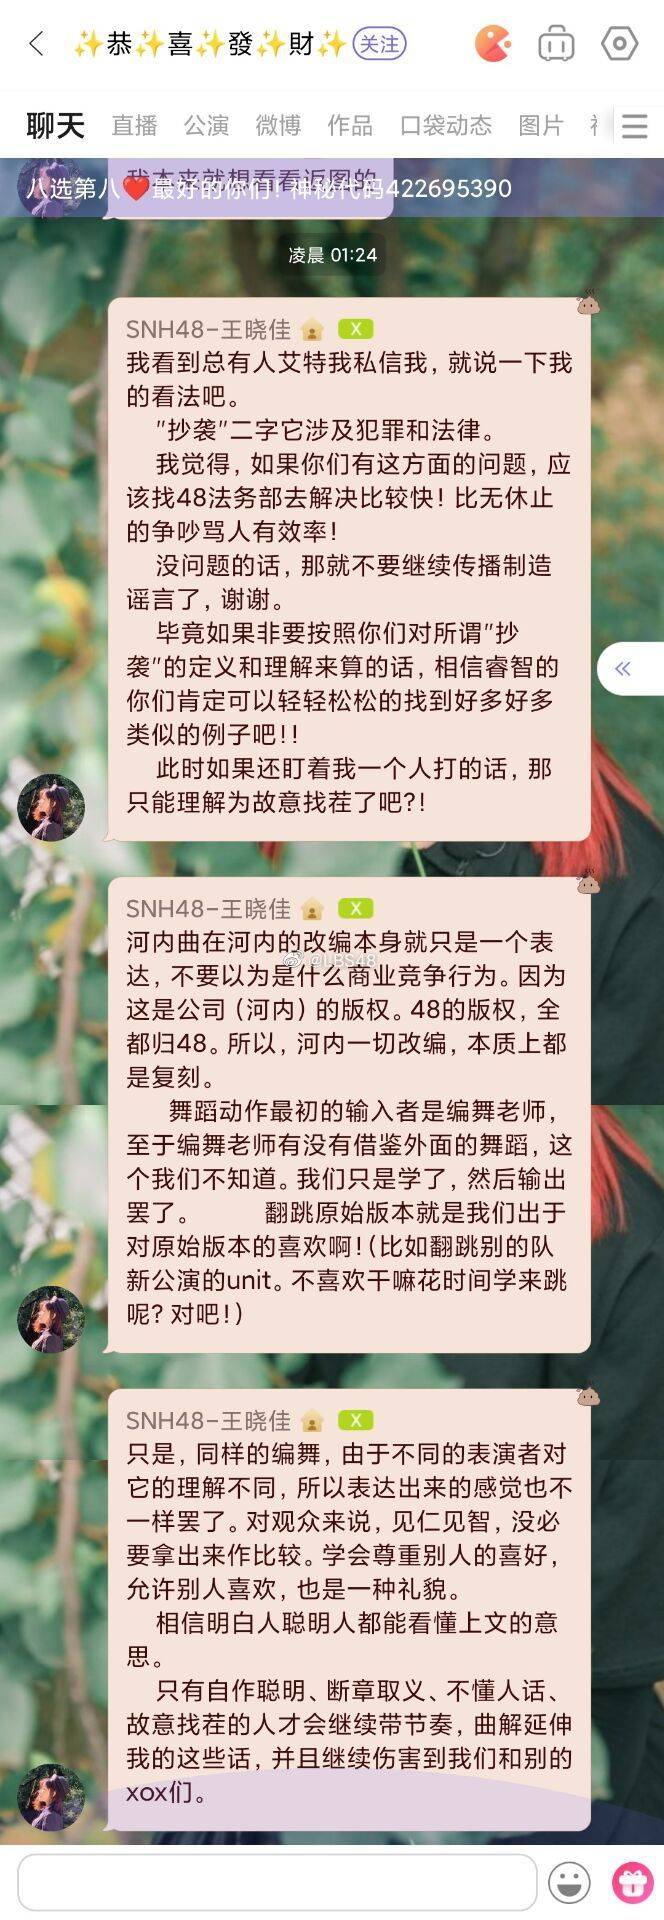 ✨恭✨喜✨發✨財✨ 关注
聊天 直播 公演 微博 作品 口袋动态 图片
我本来就想看看返图的
八选第八❤️最好的你们! 神秘代码422695390
凌晨 01:24
SNH48-王晓佳 X
我看到总有人艾特我私信我，就说一下我
的看法吧。
"抄袭"二字它涉及犯罪和法律。
我觉得，如果你们有这方面的问题，应
该找48法务部去解决比较快！比无休止
的争吵骂人有效率！
没问题的话，那就不要继续传播制造
谣言了，谢谢。
毕竟如果非要按照你们对所谓"抄
袭"的定义和理解来算的话，相信睿智的
你们肯定可以轻轻松松的找到好多好多
类似的例子吧！！
此时如果还盯着我一个人打的话，那
只能理解为故意找茬了吧?！
SNH48-王晓佳 X
河内曲在河内的改编本身就只是一个表
达，不要以为是什么商业竞争行为。因为
@LBS48
这是公司（河内）的版权。48的版权，全
都归48。所以，河内一切改编，本质上都
是复刻。
舞蹈动作最初的输入者是编舞老师，
至于编舞老师有没有借鉴外面的舞蹈，这
个我们不知道。我们只是学了，然后输出
罢了。 翻跳原始版本就是我们出于
对原始版本的喜欢啊！（比如翻跳别的队
新公演的unit。不喜欢干嘛花时间学来跳
呢？对吧！）
SNH48-王晓佳 X
只是，同样的编舞，由于不同的表演者对
它的理解不同，所以表达出来的感觉也不
一样罢了。对观众来说，见仁见智，没必
要拿出来作比较。学会尊重别人的喜好，
允许别人喜欢，也是一种礼貌。
相信明白人聪明人都能看懂上文的意
思。
只有自作聪明、断章取义、不懂人话、
故意找茬的人才会继续带节奏，曲解延伸
我的这些话，并且继续伤害到我们和别的
xox们。